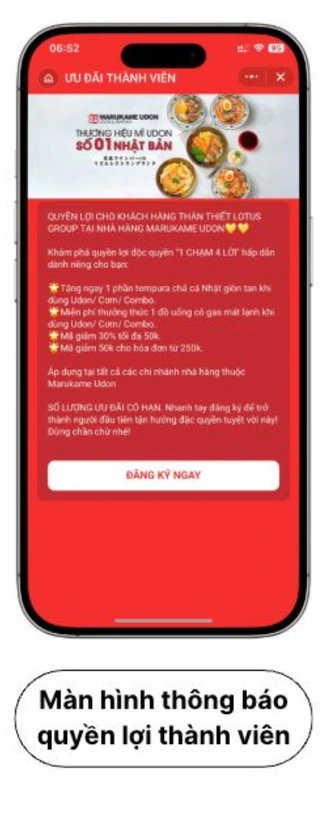 06:52
95
ƯU ĐÃI THÀNH VIÊN
MARUKAME UDON
THƯƠNG HIỆU MÌ UDON
SỐ 01 NHẬT BẢN
QUYỀN LỢI CHO KHÁCH HÀNG THÂN THIẾT LOTUS
GROUP TẠI NHÀ HÀNG MARUKAME UDON💛💛
Khám phá quyền lợi độc quyền "1 CHẠM 4 LỜI" hấp dẫn
dành riêng cho bạn:
🌟Tặng ngay 1 phần tempura chả cá Nhật giòn tan khi
dùng Udon/ Cơm/ Combo.
🌟Miễn phí thưởng thức 1 đồ uống có gas mát lạnh khi
dùng Udon/ Cơm/ Combo.
🌟Mã giảm 30% tối đa 50k.
🌟Mã giảm 50k cho hóa đơn từ 250k.
Áp dụng tại tất cả các chi nhánh nhà hàng thuộc
Marukame Udon
SỐ LƯỢNG ƯU ĐÃI CÓ HẠN. Nhanh tay đăng ký để trở
thành người đầu tiên tận hưởng đặc quyền tuyệt vời này!
Đừng chần chừ nhé!
ĐĂNG KÝ NGAY
Màn hình thông báo
quyền lợi thành viên